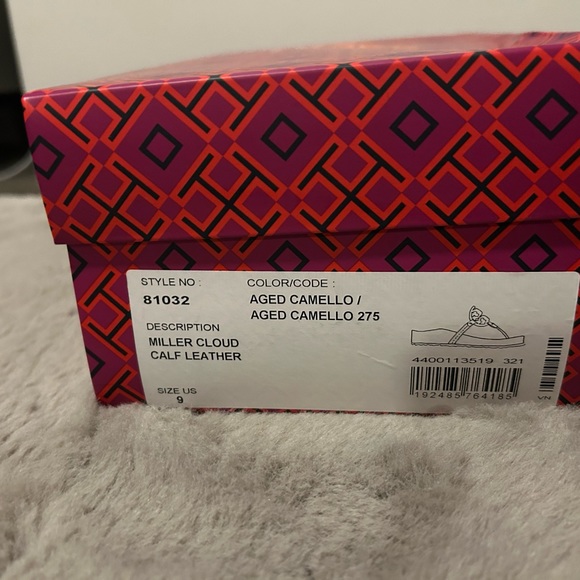 STYLE NO :
81032
COLOR/CODE :
AGED CAMELLO /
AGED CAMELLO 275
DESCRIPTION
MILLER CLOUD
CALF LEATHER
SIZE US
9
4400113519 321
192485764185
VN